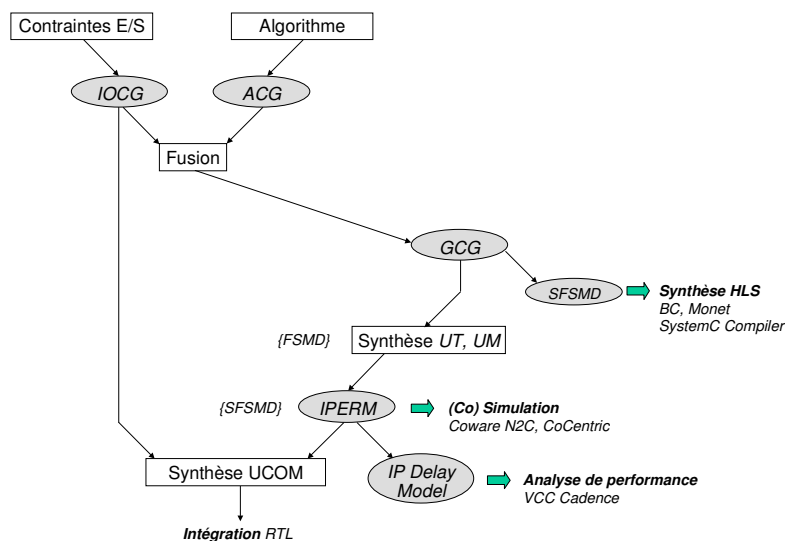 Contraintes E/S
Algorithme
IOCG
ACG
Fusion
GCG
SFSMD
Synthèse HLS
BC, Monet
SystemC Compiler
{FSMD}
Synthèse UT, UM
{SFSMD}
IPERM
(Co) Simulation
Coware N2C, CoCentric
Synthèse UCOM
IP Delay
Model
Analyse de performance
VCC Cadence
Intégration RTL